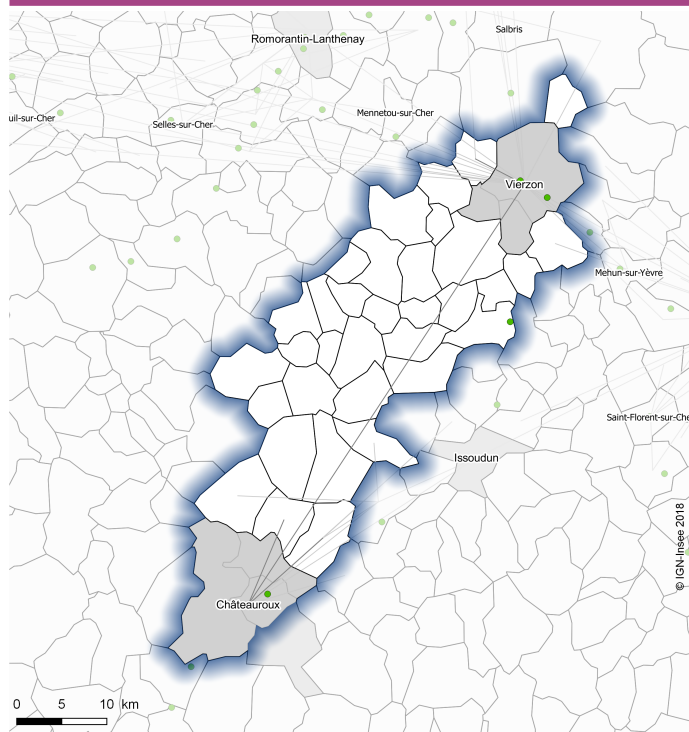 Salbris
Romorantin-Lanthenay
Mennetou-sur-Cher
uil-sur-Cher
Selles-sur-Cher
Vierzon
Mehun-sur-Yèvre
Saint-Florent-sur-Che
Issoudun
© IGN-Insee 2018
Châteauroux
0 5 10 km